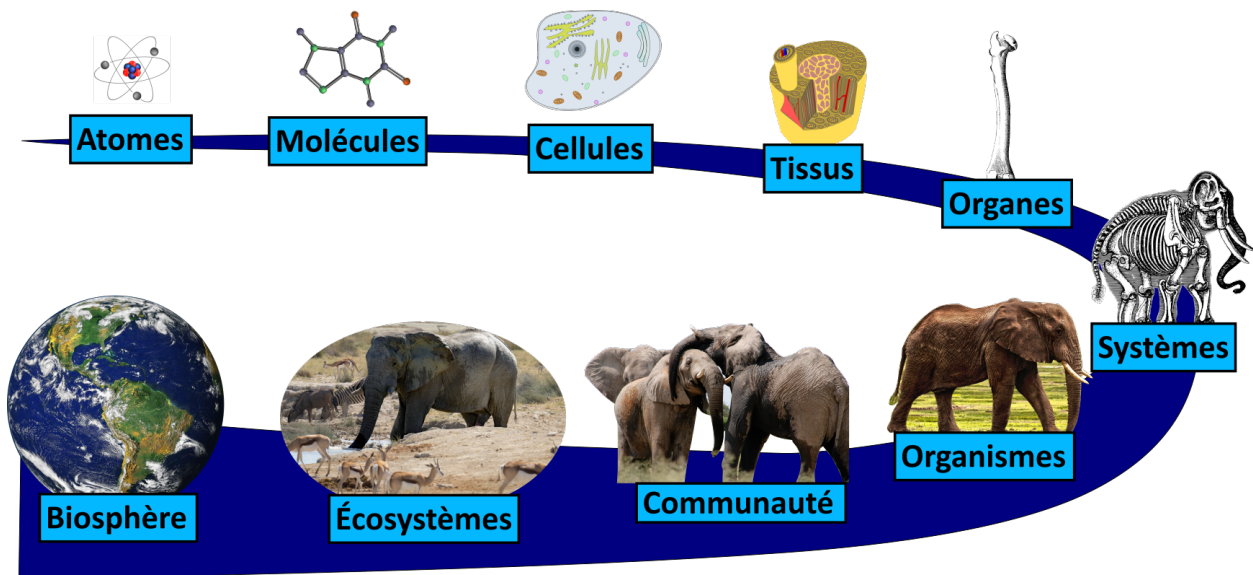 Atomes
Molécules
Cellules
Tissus
Organes
Systèmes
Organismes
Communauté
Écosystèmes
Biosphère